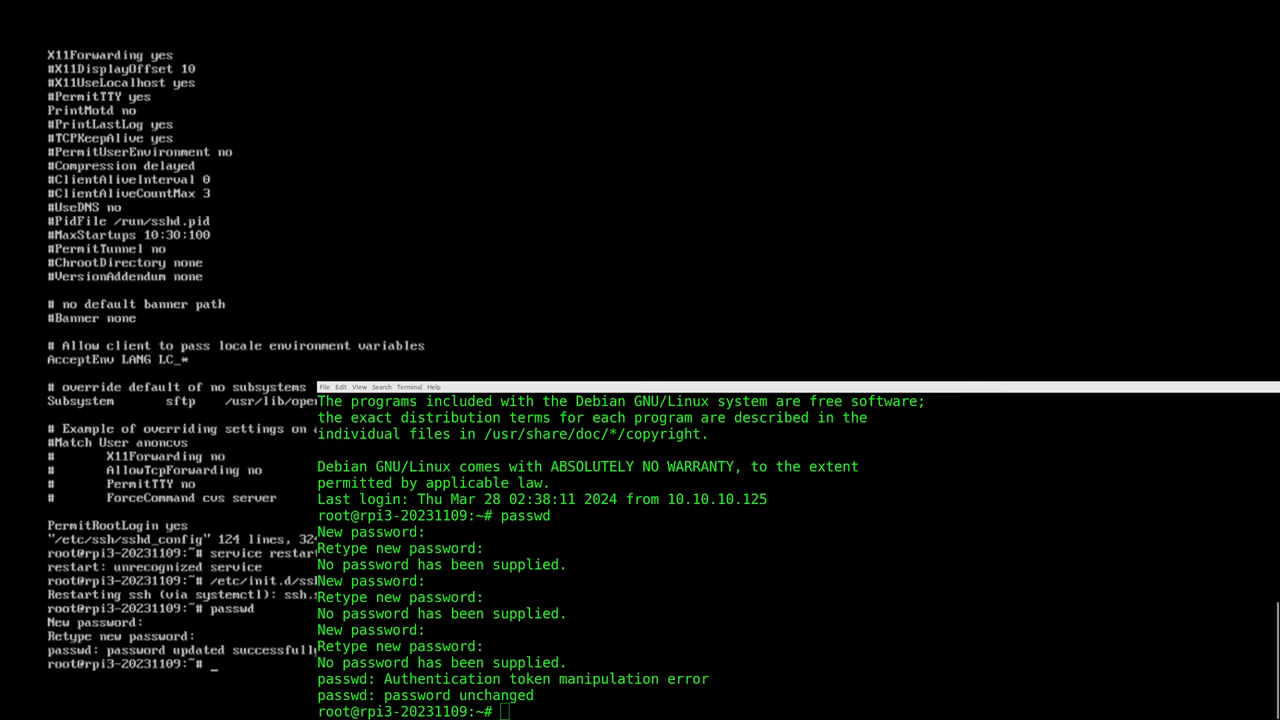 X11Forwarding yes
#X11DisplayOffset 10
#X11UseLocalhost yes
#PermitTTY yes
PrintMotd no
#PrintLastLog yes
#TCPKeepAlive yes
#PermitUserEnvironment no
#Compression delayed
#ClientAliveInterval 0
#ClientAliveCountMax 3
#UseDNS no
#PidFile /run/sshd.pid
#MaxStartups 10:30:100
#PermitTunnel no
#ChrootDirectory none
#VersionAddendum none
# no default banner path
#Banner none
# Allow client to pass locale environment variables
AcceptEnv LANG LC_*
# override default of no subsystems
Subsystem sftp /usr/lib/ope
# Example of overriding settings on
#Match User anoncvs
# X11Forwarding no
# AllowTcpForwarding no
# PermitTTY no
# ForceCommand cvs server
PermitRootLogin yes
"/etc/ssh/sshd_config" 124 lines, 32
root@rpi3-20231109:~# service restar
restart: unrecognized service
root@rpi3-20231109:~# /etc/init.d/ss
Restarting ssh (via systemctl): ssh.
root@rpi3-20231109:~# passwd
New password:
Retype new password:
passwd: password updated successfull
root@rpi3-20231109:~# _
File Edit View Search Terminal Help
The programs included with the Debian GNU/Linux system are free software;
the exact distribution terms for each program are described in the
individual files in /usr/share/doc/*/copyright.
Debian GNU/Linux comes with ABSOLUTELY NO WARRANTY, to the extent
permitted by applicable law.
Last login: Thu Mar 28 02:38:11 2024 from 10.10.10.125
root@rpi3-20231109:~# passwd
New password:
Retype new password:
No password has been supplied.
New password:
Retype new password:
No password has been supplied.
New password:
Retype new password:
No password has been supplied.
passwd: Authentication token manipulation error
passwd: password unchanged
root@rpi3-20231109:~#